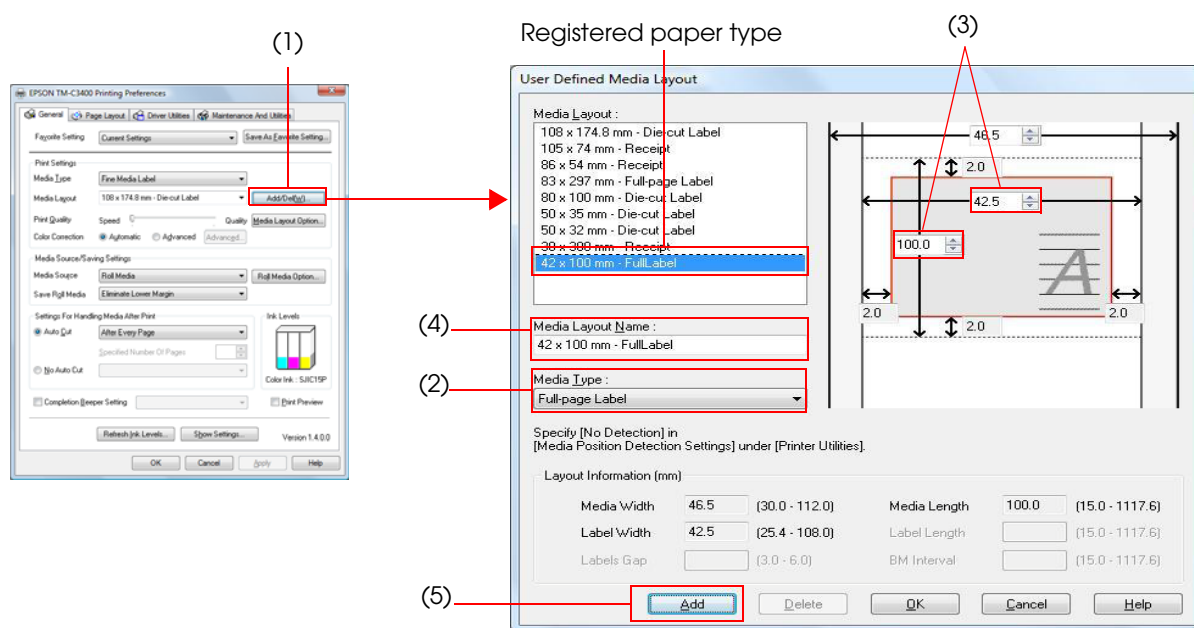 (1)
Registered paper type
(3)
EPSON TM-C3400 Printing Preferences
General
Page Layout
Driver Utilities
Maintenance And Utilities
Favorite Setting
Current Settings
Save As Favorite Setting...
Print Settings
Media Type
Fine Media Label
Media Layout
108 x 174.8 mm - Die-cut Label
Add/Del(W)...
Print Quality
Speed
Quality
Media Layout Option...
Color Correction
Automatic
Advanced
Advanced...
Media Source/Saving Settings
Media Source
Roll Media
Roll Media Option...
Save Roll Media
Eliminate Lower Margin
Settings For Handling Media After Print
Auto Cut
After Every Page
Specified Number Of Pages
No Auto Cut
Ink Levels
Color Ink : SJIC15P
Completion Beeper Setting
Print Preview
Refresh Ink Levels...
Show Settings...
Version 1.4.0.0
OK
Cancel
Apply
Help
User Defined Media Layout
Media Layout :
108 x 174.8 mm - Die-cut Label
105 x 74 mm - Receipt
86 x 54 mm - Receipt
83 x 297 mm - Full-page Label
80 x 100 mm - Die-cut Label
50 x 35 mm - Die-cut Label
50 x 32 mm - Die-cut Label
38 x 388 mm - Receipt
42 x 100 mm - FullLabel
46.5
2.0
42.5
100.0
A
2.0
2.0
2.0
(4)
Media Layout Name :
42 x 100 mm - FullLabel
(2)
Media Type :
Full-page Label
Specify [No Detection] in
[Media Position Detection Settings] under [Printer Utilities].
Layout Information (mm)
Media Width 46.5 (30.0 - 112.0)
Media Length 100.0 (15.0 - 1117.6)
Label Width 42.5 (25.4 - 108.0)
Label Length (15.0 - 1117.6)
Labels Gap (3.0 - 6.0)
BM Interval (15.0 - 1117.6)
(5)
Add
Delete
OK
Cancel
Help